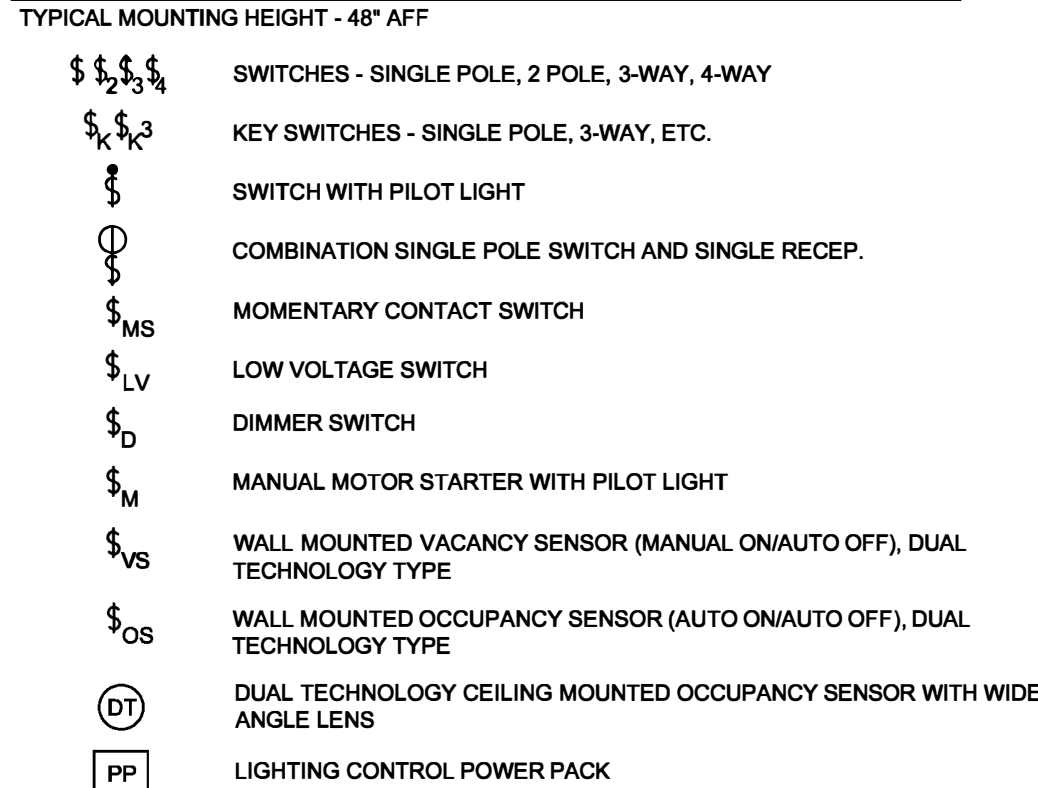 TYPICAL MOUNTING HEIGHT - 48" AFF
$ $2 $3 $4 SWITCHES - SINGLE POLE, 2 POLE, 3-WAY, 4-WAY
$K $K3 KEY SWITCHES - SINGLE POLE, 3-WAY, ETC.
$ SWITCH WITH PILOT LIGHT
$ COMBINATION SINGLE POLE SWITCH AND SINGLE RECEP.
$MS MOMENTARY CONTACT SWITCH
$LV LOW VOLTAGE SWITCH
$D DIMMER SWITCH
$M MANUAL MOTOR STARTER WITH PILOT LIGHT
$VS WALL MOUNTED VACANCY SENSOR (MANUAL ON/AUTO OFF), DUAL
TECHNOLOGY TYPE
$OS WALL MOUNTED OCCUPANCY SENSOR (AUTO ON/AUTO OFF), DUAL
TECHNOLOGY TYPE
DT DUAL TECHNOLOGY CEILING MOUNTED OCCUPANCY SENSOR WITH WIDE
ANGLE LENS
PP LIGHTING CONTROL POWER PACK